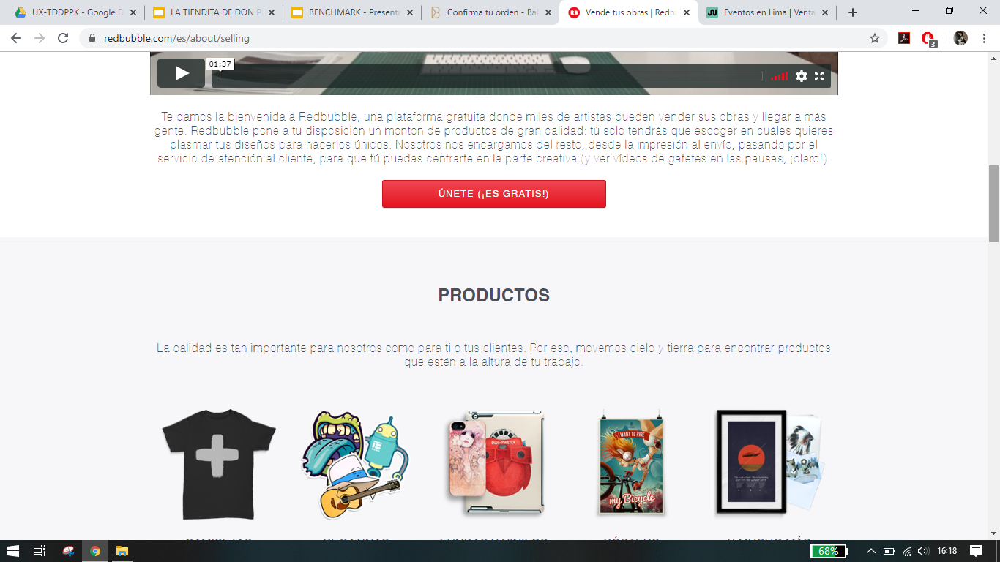 UX-TDDPPK - Google D
LA TIENDITA DE DON P
BENCHMARK - Presenta
Confirma tu orden - Ba
Vende tus obras | Redb
Eventos en Lima | Venta
redbubble.com/es/about/selling
3
01:37
Te damos la bienvenida a Redbubble, una plataforma gratuita donde miles de artistas pueden vender sus obras y llegar a más
gente. Redbubble pone a tu disposición un montón de productos de gran calidad: tú solo tendrás que escoger en cuáles quieres
plasmar tus diseños para hacerlos únicos. Nosotros nos encargamos del resto, desde la impresión al envío, pasando por el
servicio de atención al cliente, para que tú puedas centrarte en la parte creativa (y ver vídeos de gatetes en las pausas, ¡claro!).
ÚNETE (¡ES GRATIS!)
PRODUCTOS
La calidad es tan importante para nosotros como para ti o tus clientes. Por eso, movemos cielo y tierra para encontrar productos
que estén a la altura de tu trabajo.
I WANT TO RIDE
my Bicycle
CAMISETAS
PEGATINAS
FUNDAS Y VINILOS
PÓSTERS
Y MUCHO MÁS
68%
16:18